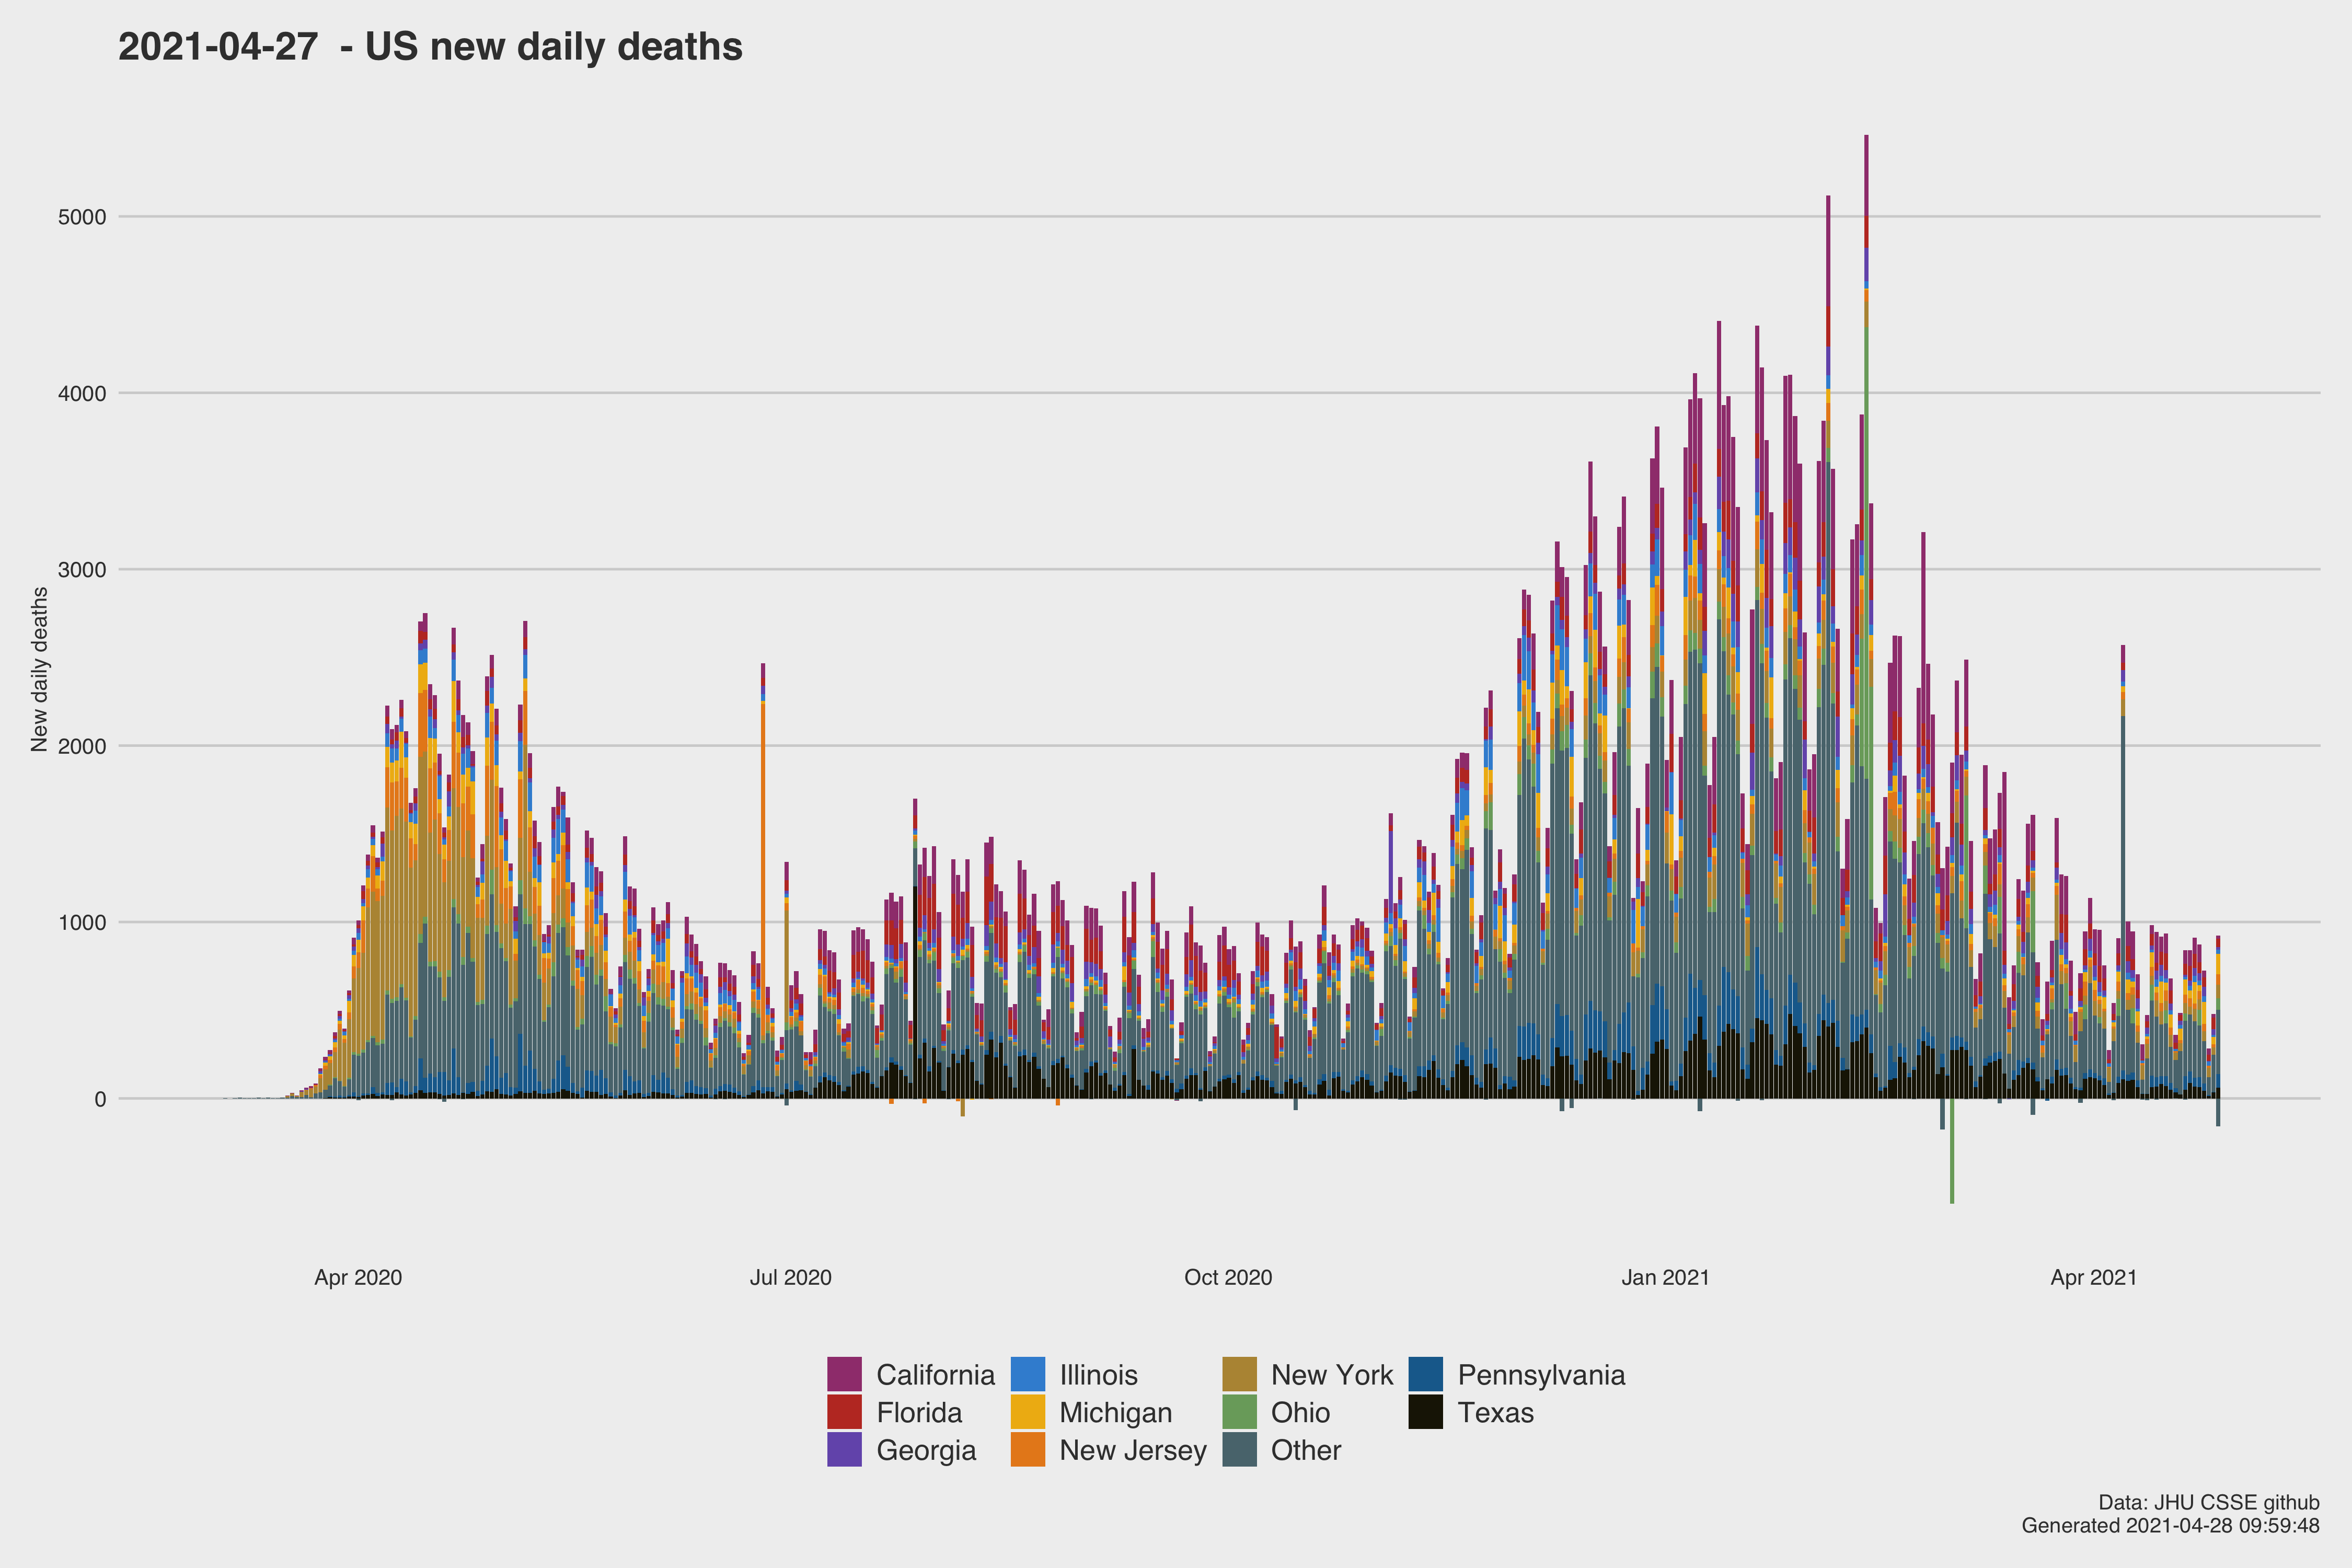 2021-04-27 - US new daily deaths
New daily deaths
5000
4000
3000
2000
1000
0
Apr 2020 Jul 2020 Oct 2020 Jan 2021 Apr 2021
California Illinois New York Pennsylvania
Florida Michigan Ohio Texas
Georgia New Jersey Other
Data: JHU CSSE github
Generated 2021-04-28 09:59:48